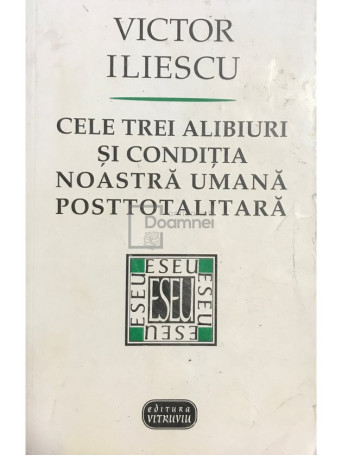 VICTOR
ILIESCU
CELE TREI ALIBIURI
ȘI CONDIȚIA
NOASTRĂ UMANĂ
POSTTOTALITARĂ
Doamnei
ESEU
ESEU
ESEU
ESEU
ESEU
editura
VITRUVIU